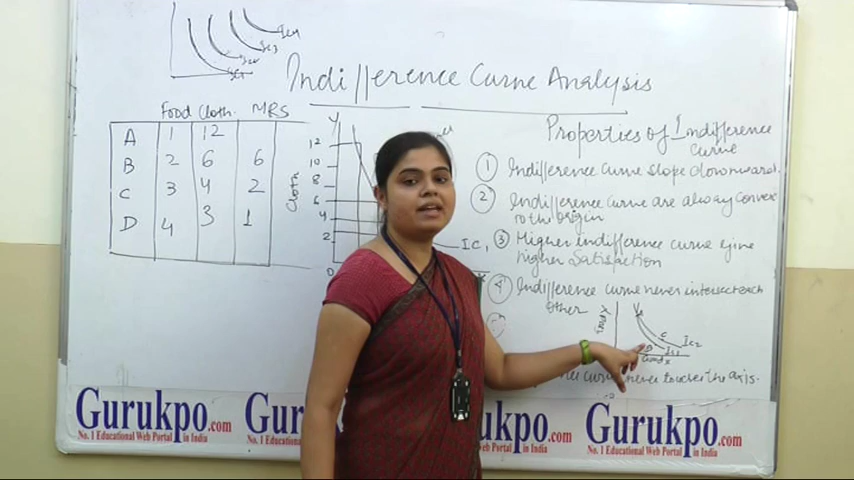 IC4
IC3
IC2
IC1
Indifference Curve Analysis
Food Cloth. MRS
A 1 12
B 2 6 6
C 3 4 2
D 4 3 1
Y
12
10
8
6
4
2
0
I.C1
Properties of Indifference
Curve
1 Indifference curve slope downward.
2 Indifference curve are alway convex
to the origin
3 Higher indifference curve give
higher Satisfaction
4 Indifference curve never intersect each
other
5
A
C
B
IC2
IC1
Good X
curve never touches the axis.
Gurukpo.com
No. 1 Educational Web Portal in India
Gurukpo.com
No. 1 Educational Web Portal in India
Gurukpo.com
No. 1 Educational Web Portal in India